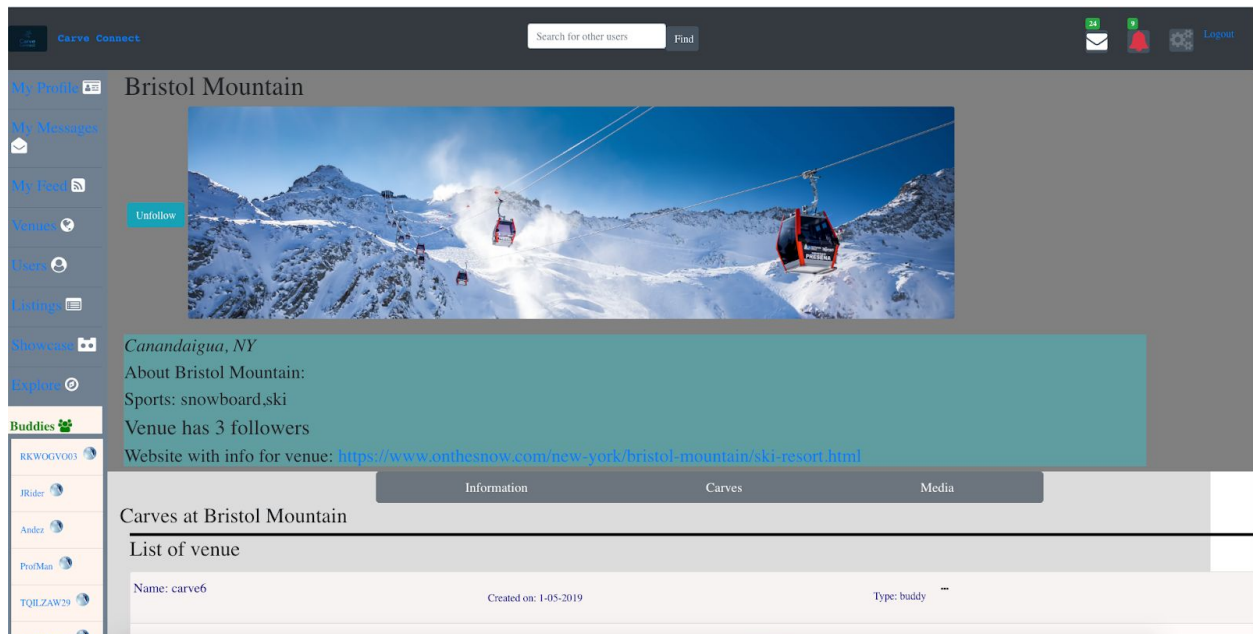 Carve Connect
Search for other users
Find
24
9
Logout
My Profile
My Messages
My Feed
Venues
Users
Listings
Showcase
Explore
Buddies
RKWOGVO03
JRider
Andez
ProfMan
TQILZAW29
Bristol Mountain
Unfollow
PRESENA
Canandaigua, NY
About Bristol Mountain:
Sports: snowboard,ski
Venue has 3 followers
Website with info for venue: https://www.onthesnow.com/new-york/bristol-mountain/ski-resort.html
Information Carves Media
Carves at Bristol Mountain
List of venue
Name: carve6 Created on: 1-05-2019 Type: buddy ...